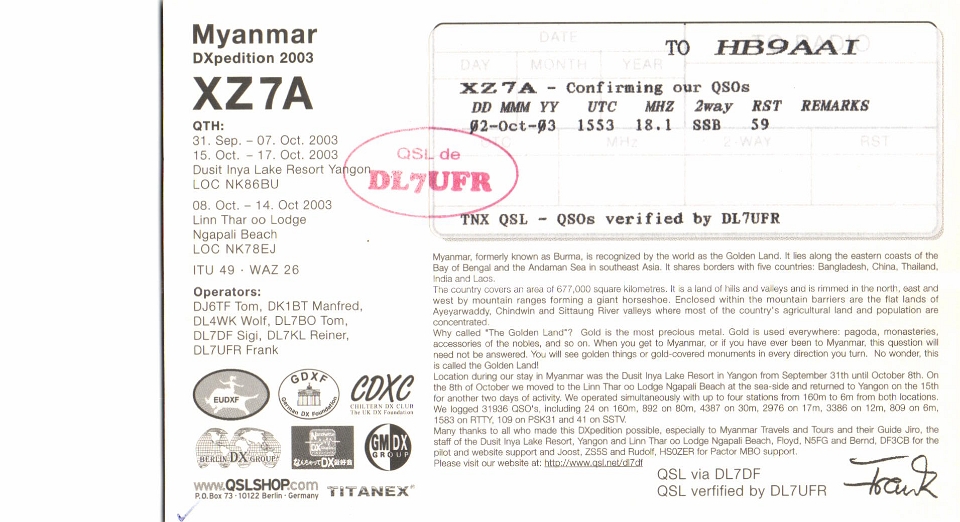 Myanmar
DXpedition 2003
XZ7A
QTH:
31. Sep. - 07. Oct. 2003
15. Oct. - 17. Oct. 2003
Dusit Inya Lake Resort Yangon
LOC NK86BU
08. Oct. - 14. Oct 2003
Linn Thar oo Lodge
Ngapali Beach
LOC NK78EJ
ITU 49 · WAZ 26
Operators:
DJ6TF Tom, DK1BT Manfred,
DL4WK Wolf, DL7BO Tom,
DL7DF Sigi, DL7KL Reiner,
DL7UFR Frank
EUDXF
GDXF
German DX Foundation
CDXC
CHILTERN DX CLUB
The UK DX Foundation
BERLIN DX GROUP
なんちゃってDX同好会
GMDX
GROUP
www.QSLSHOP.com
P.O.Box 73 · 10122 Berlin · Germany
TITANEX
DATE
TO RADIO
DAY MONTH YEAR
UTC MHz 2-WAY RST
TO HB9AAI
XZ7A - Confirming our QSOs
DD MMM YY UTC MHZ 2way RST REMARKS
02-Oct-03 1553 18.1 SSB 59
QSL de
DL7UFR
TNX QSL - QSOs verified by DL7UFR
Myanmar, formerly known as Burma, is recognized by the world as the Golden Land. It lies along the eastern coasts of the
Bay of Bengal and the Andaman Sea in southeast Asia. It shares borders with five countries: Bangladesh, China, Thailand,
India and Laos.
The country covers an area of 677,000 square kilometres. It is a land of hills and valleys and is rimmed in the north, east and
west by mountain ranges forming a giant horseshoe. Enclosed within the mountain barriers are the flat lands of
Ayeyarwaddy, Chindwin and Sittaung River valleys where most of the country's agricultural land and population are
concentrated.
Why called "The Golden Land"? Gold is the most precious metal. Gold is used everywhere: pagoda, monasteries,
accessories of the nobles, and so on. When you get to Myanmar, or if you have ever been to Myanmar, this question will
need not be answered. You will see golden things or gold-covered monuments in every direction you turn. No wonder, this
is called the Golden Land!
Location during our stay in Myanmar was the Dusit Inya Lake Resort in Yangon from September 31th until October 8th. On
the 8th of October we moved to the Linn Thar oo Lodge Ngapali Beach at the sea-side and returned to Yangon on the 15th
for another two days of activity. We operated simultaneously with up to four stations from 160m to 6m from both locations.
We logged 31936 QSO's, including 24 on 160m, 892 on 80m, 4387 on 30m, 2976 on 17m, 3386 on 12m, 809 on 6m,
1583 on RTTY, 109 on PSK31 and 41 on SSTV.
Many thanks to all who made this DXpedition possible, especially to Myanmar Travels and Tours and their Guide Jiro, the
staff of the Dusit Inya Lake Resort, Yangon and Linn Thar oo Lodge Ngapali Beach, Floyd, N5FG and Bernd, DF3CB for the
pilot and website support and Joost, ZS5S and Rudolf, HS0ZER for Pactor MBO support.
Please visit our website at: http://www.qsl.net/dl7df
QSL via DL7DF
QSL verfified by DL7UFR
Frank